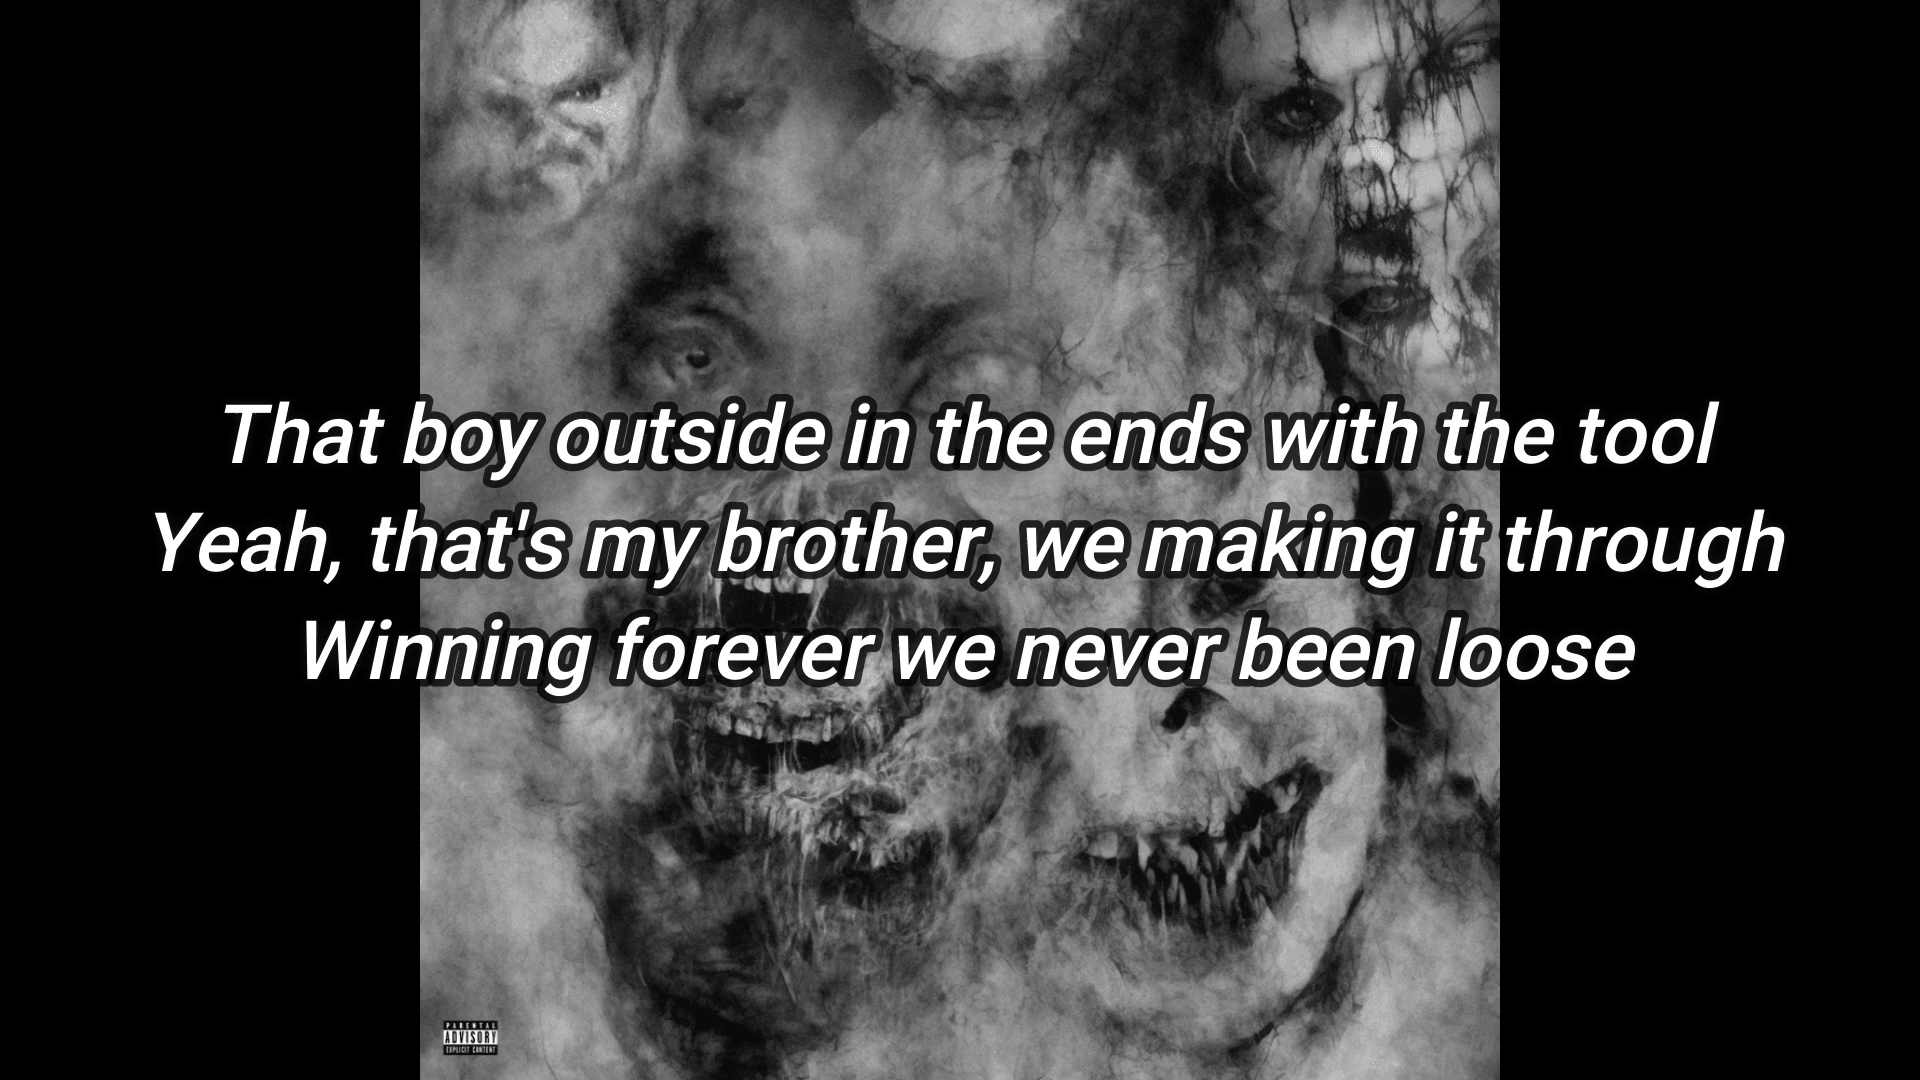 That boy outside in the ends with the tool
Yeah, that's my brother, we making it through
Winning forever we never been loose
PARENTAL
ADVISORY
EXPLICIT CONTENT